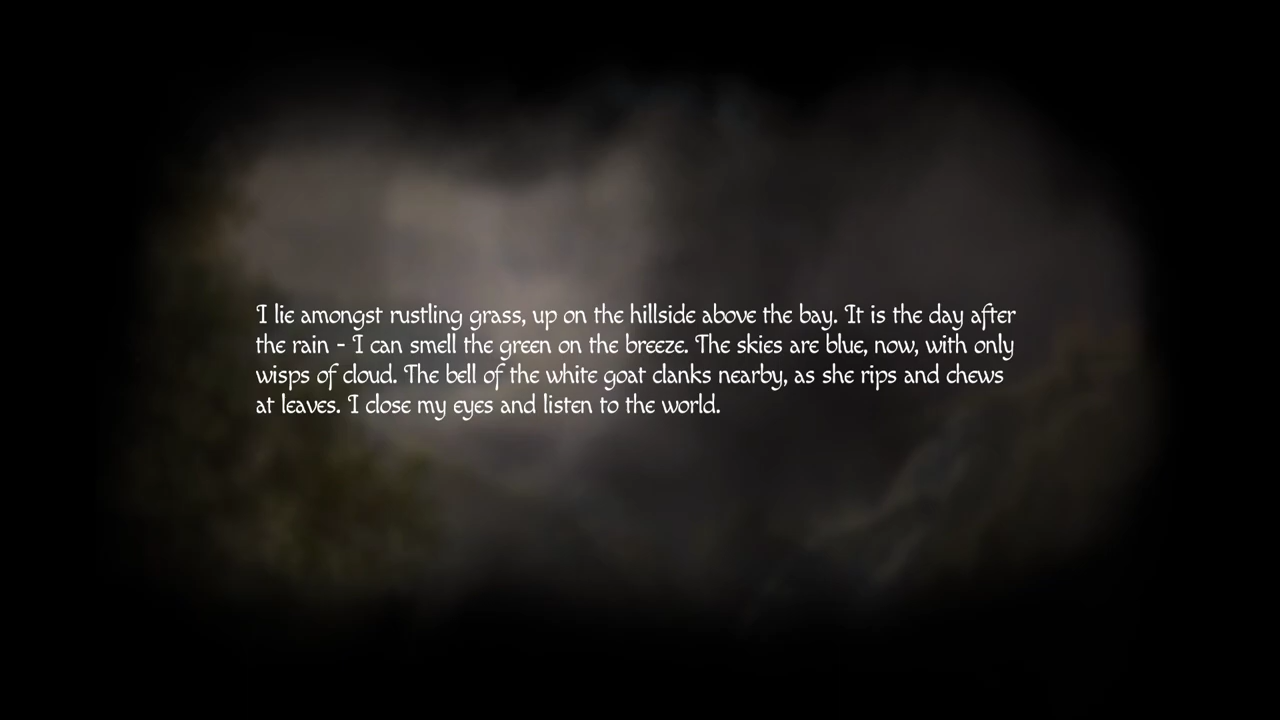 I lie amongst rustling grass, up on the hillside above the bay. It is the day after
the rain - I can smell the green on the breeze. The skies are blue, now, with only
wisps of cloud. The bell of the white goat clanks nearby, as she rips and chews
at leaves. I close my eyes and listen to the world.